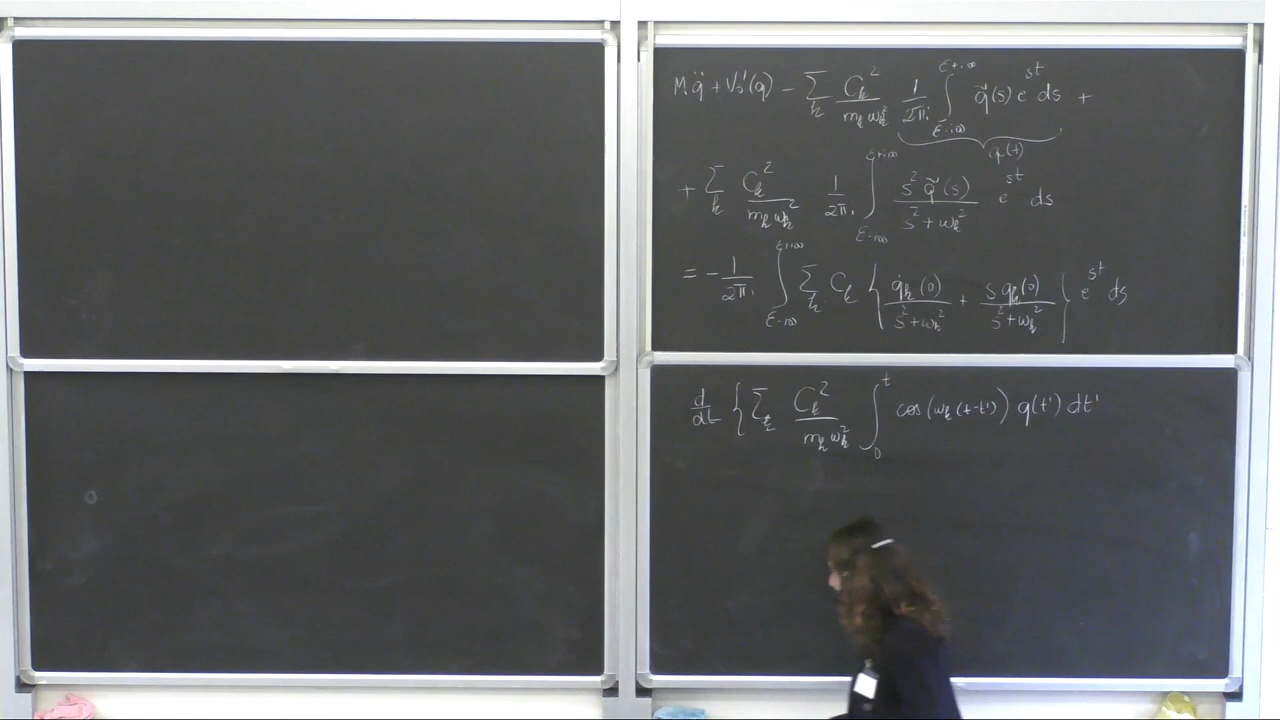 M q̈ + V₀'(q) − Σ_k C_k²/(m_k ω_k²) 1/(2πi) ∫_{ε−i∞}^{ε+i∞} q̃(s) e^{st} ds +
q(t)
+ Σ_k C_k²/(m_k ω_k²) 1/(2πi) ∫_{ε−i∞}^{ε+i∞} s² q̃(s)/(s² + ω_k²) e^{st} ds
= − 1/(2πi) ∫_{ε−i∞}^{ε+i∞} Σ_k C_k { q̇_k(0)/(s² + ω_k²) + s q_k(0)/(s² + ω_k²) } e^{st} ds
d/dt { Σ_k C_k²/(m_k ω_k²) ∫_0^t cos(ω_k(t−t')) q(t') dt'